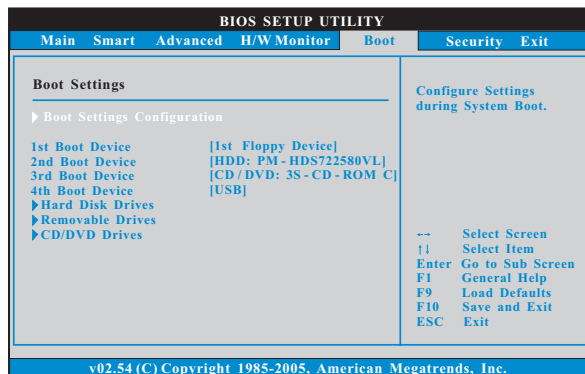 BIOS SETUP UTILITY
Main Smart Advanced H/W Monitor Boot Security Exit
Boot Settings
Boot Settings Configuration
1st Boot Device [1st Floppy Device]
2nd Boot Device [HDD: PM - HDS722580VL]
3rd Boot Device [CD / DVD: 3S - CD - ROM C]
4th Boot Device [USB]
Hard Disk Drives
Removable Drives
CD/DVD Drives
Configure Settings
during System Boot.
←→ Select Screen
↑↓ Select Item
Enter Go to Sub Screen
F1 General Help
F9 Load Defaults
F10 Save and Exit
ESC Exit
v02.54 (C) Copyright 1985-2005, American Megatrends, Inc.